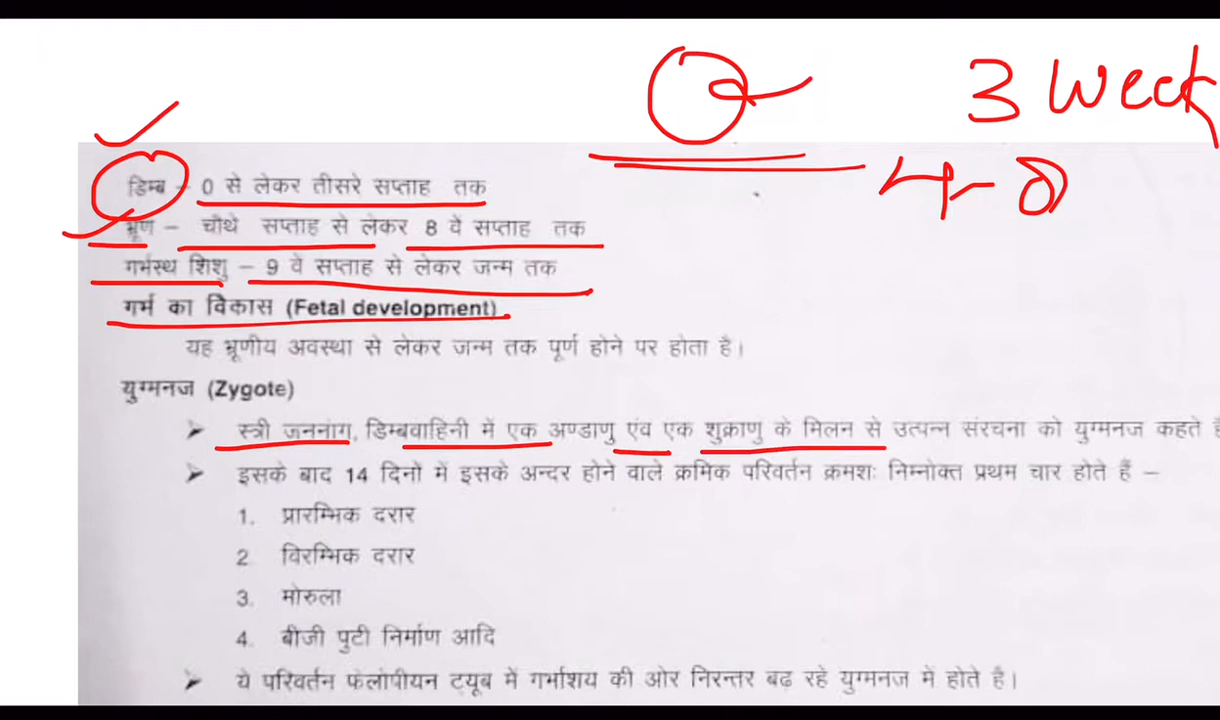 3 Week
4-8
डिम्ब - 0 से लेकर तीसरे सप्ताह तक
भ्रूण – चौथे सप्ताह से लेकर 8 वे सप्ताह तक
गर्भस्थ शिशु – 9 वे सप्ताह से लेकर जन्म तक
गर्भ का विकास (Fetal development)
यह भ्रूणीय अवस्था से लेकर जन्म तक पूर्ण होने पर होता है।
युग्मनज (Zygote)
➤ स्त्री जननांग, डिम्बवाहिनी में एक अण्डाणु एंव एक शुक्राणु के मिलन से उत्पन्न संरचना को युग्मनज कहते
➤ इसके बाद 14 दिनों में इसके अन्दर होने वाले क्रमिक परिवर्तन क्रमशः निम्नोक्त प्रथम चार होते हैं –
1. प्रारम्भिक दरार
2. विरम्भिक दरार
3. मोरुला
4. बीजी पुटी निर्माण आदि
➤ ये परिवर्तन फेलोपीयन ट्यूब में गर्भाशय की ओर निरन्तर बढ़ रहे युग्मनज में होते है।